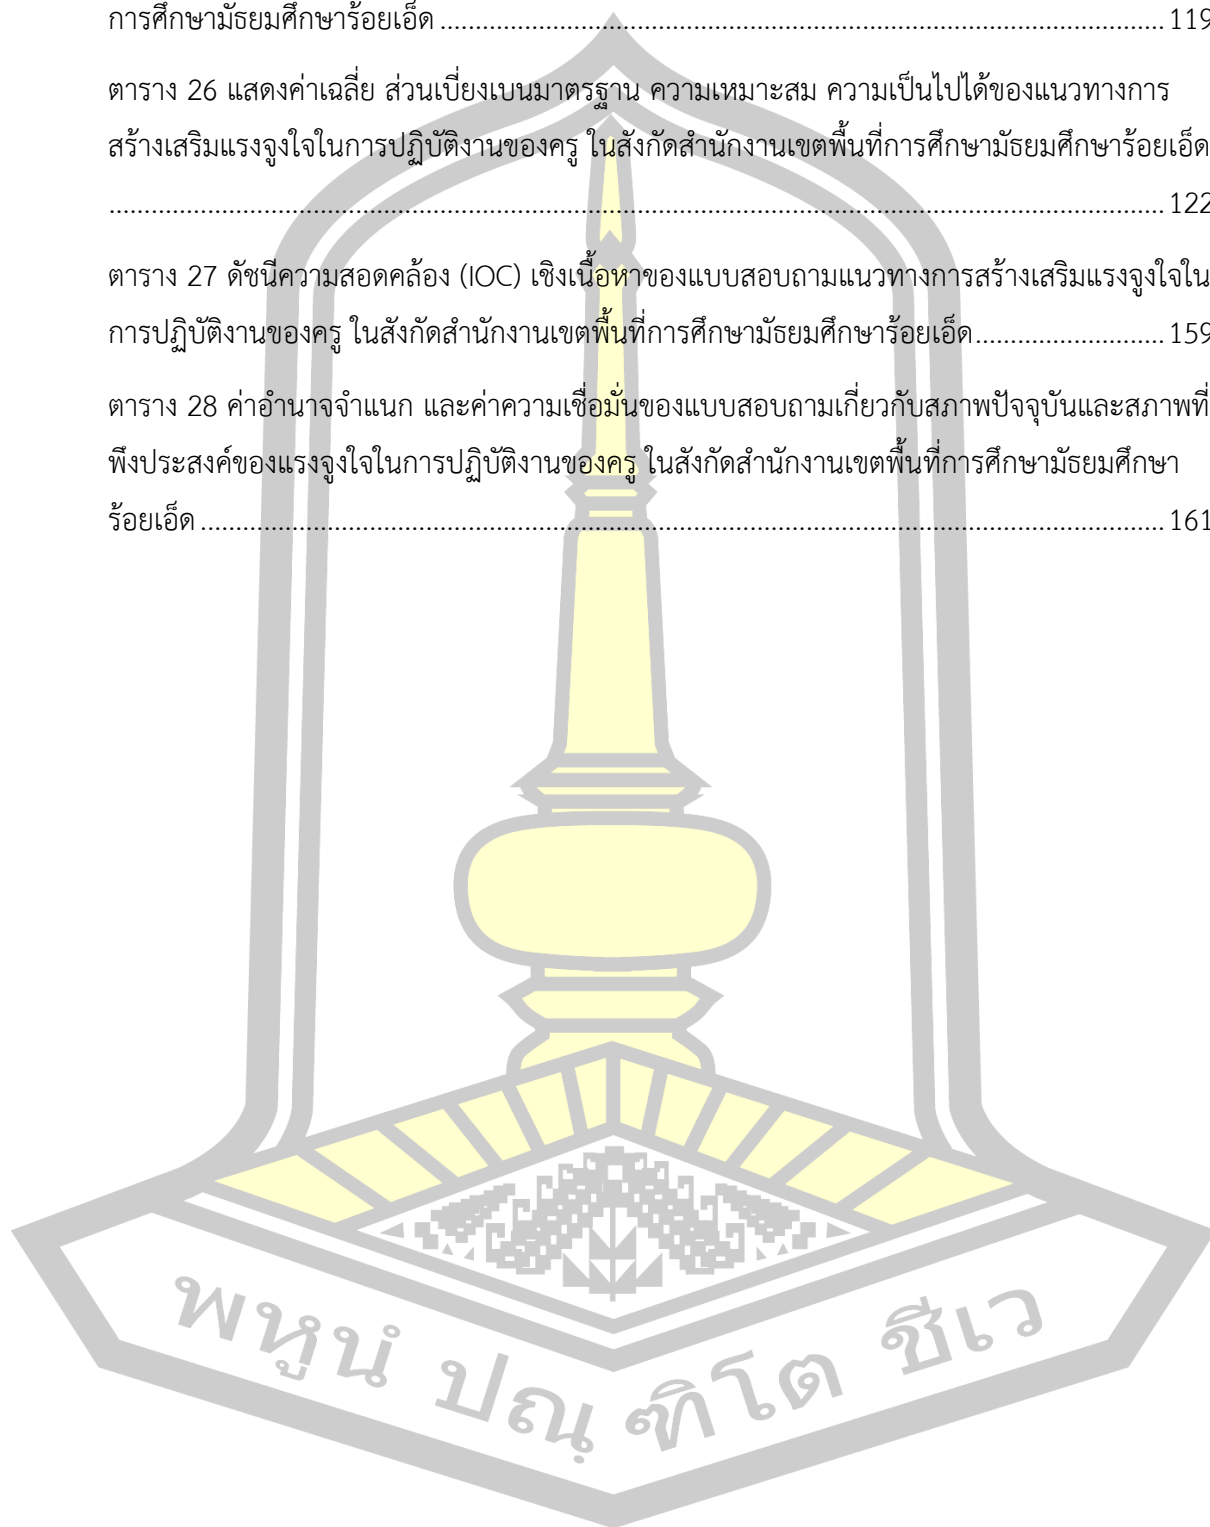 การศึกษามัธยมศึกษาร้อยเอ็ด ........................................................................ 119
ตาราง 26 แสดงค่าเฉลี่ย ส่วนเบี่ยงเบนมาตรฐาน ความเหมาะสม ความเป็นไปได้ของแนวทางการ
สร้างเสริมแรงจูงใจในการปฏิบัติงานของครู ในสังกัดสำนักงานเขตพื้นที่การศึกษามัธยมศึกษาร้อยเอ็ด
........................................................................ 122
ตาราง 27 ดัชนีความสอดคล้อง (IOC) เชิงเนื้อหาของแบบสอบถามแนวทางการสร้างเสริมแรงจูงใจใน
การปฏิบัติงานของครู ในสังกัดสำนักงานเขตพื้นที่การศึกษามัธยมศึกษาร้อยเอ็ด........................... 159
ตาราง 28 ค่าอำนาจจำแนก และค่าความเชื่อมั่นของแบบสอบถามเกี่ยวกับสภาพปัจจุบันและสภาพที่
พึงประสงค์ของแรงจูงใจในการปฏิบัติงานของครู ในสังกัดสำนักงานเขตพื้นที่การศึกษามัธยมศึกษา
ร้อยเอ็ด ........................................................................ 161
พหูนํ ปณฺฑิโต ชีเว